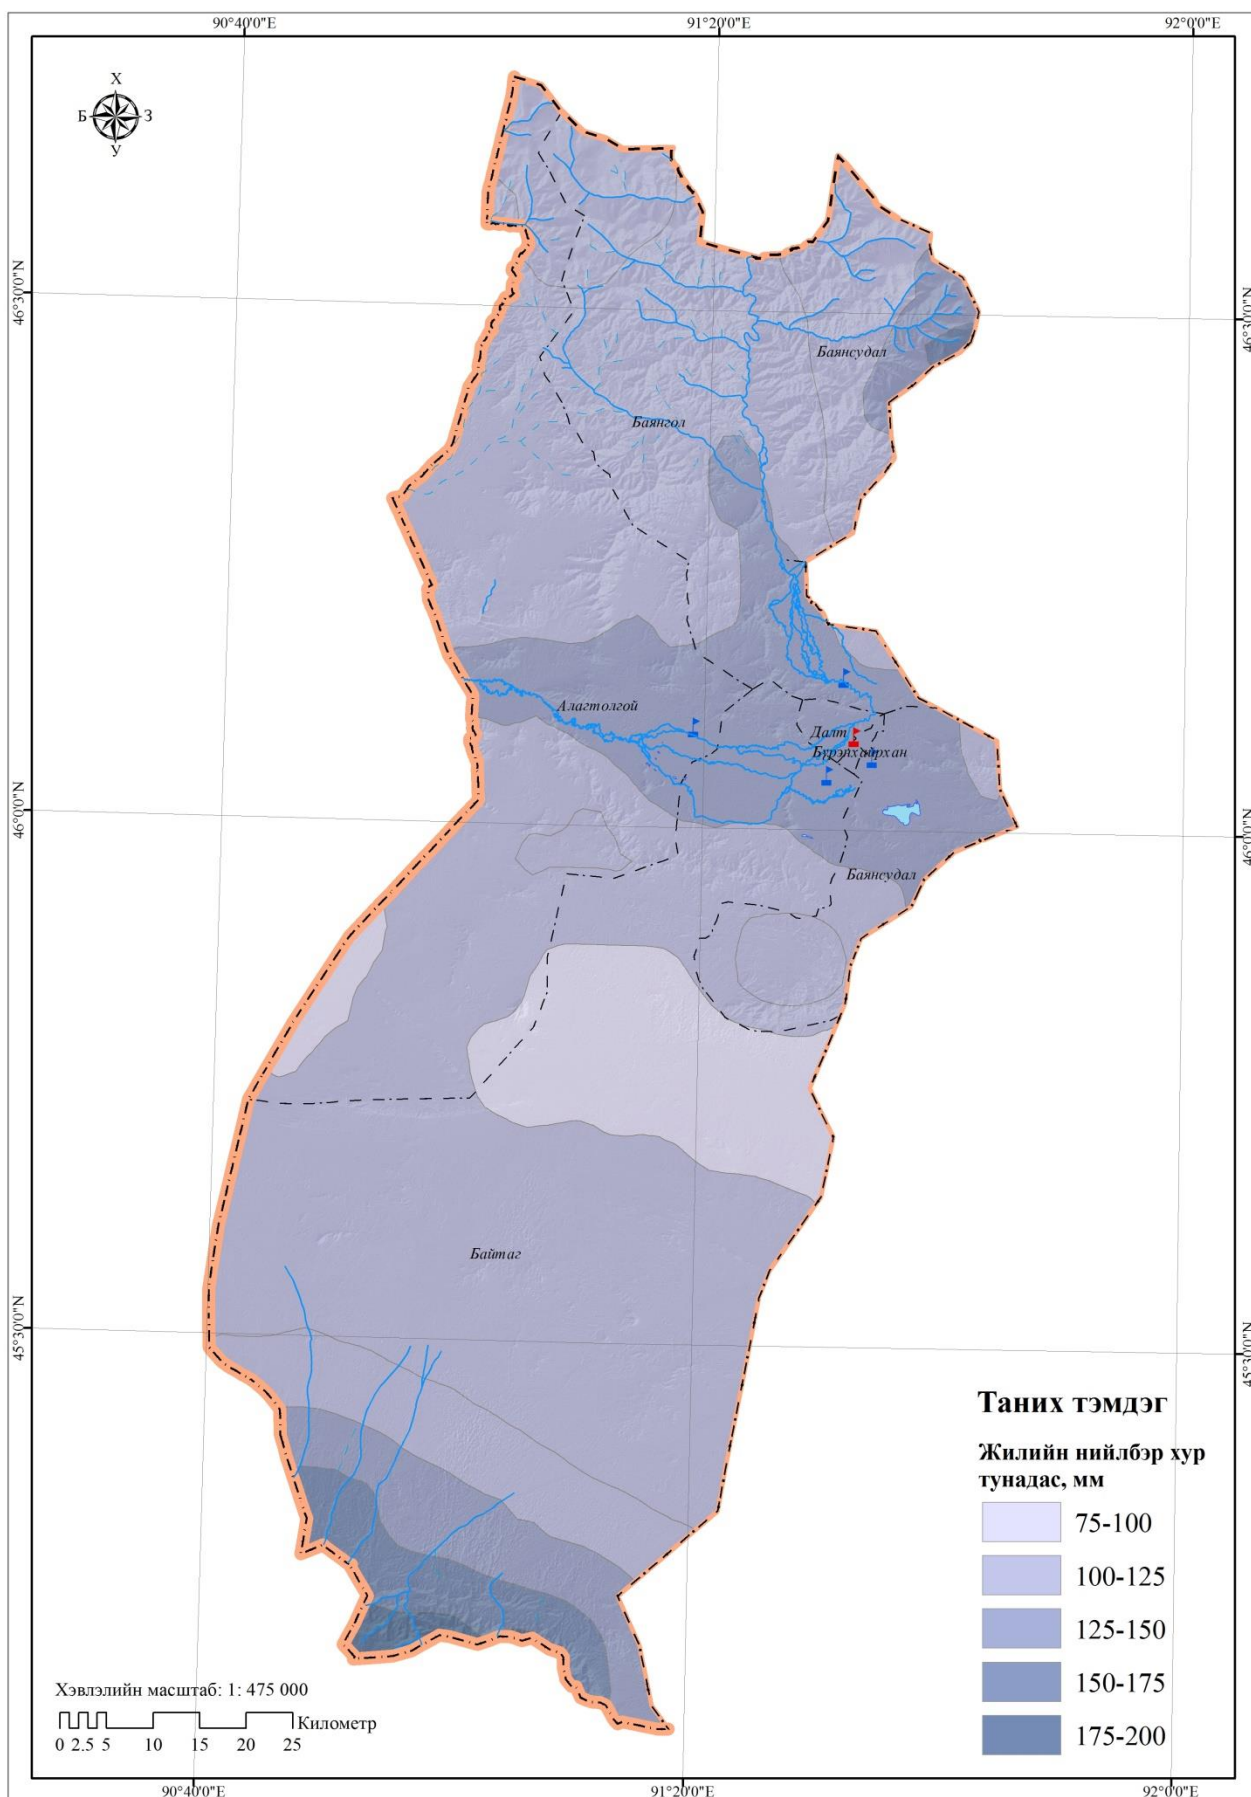 90°40'0"E
91°20'0"E
92°0'0"E
Х
Б
З
У
46°30'0"N
46°30'0"N
Баянсудал
Баянгол
Алагтолгой
Далт
Бүрэнхайрхан
46°0'0"N
46°0'0"N
Баянсудал
Байтаг
45°30'0"N
45°30'0"N
Таних тэмдэг
Жилийн нийлбэр хур
тунадас, мм
75-100
100-125
125-150
150-175
175-200
Хэвлэлийн масштаб: 1: 475 000
Километр
0 2.5 5 10 15 20 25
90°40'0"E
91°20'0"E
92°0'0"E